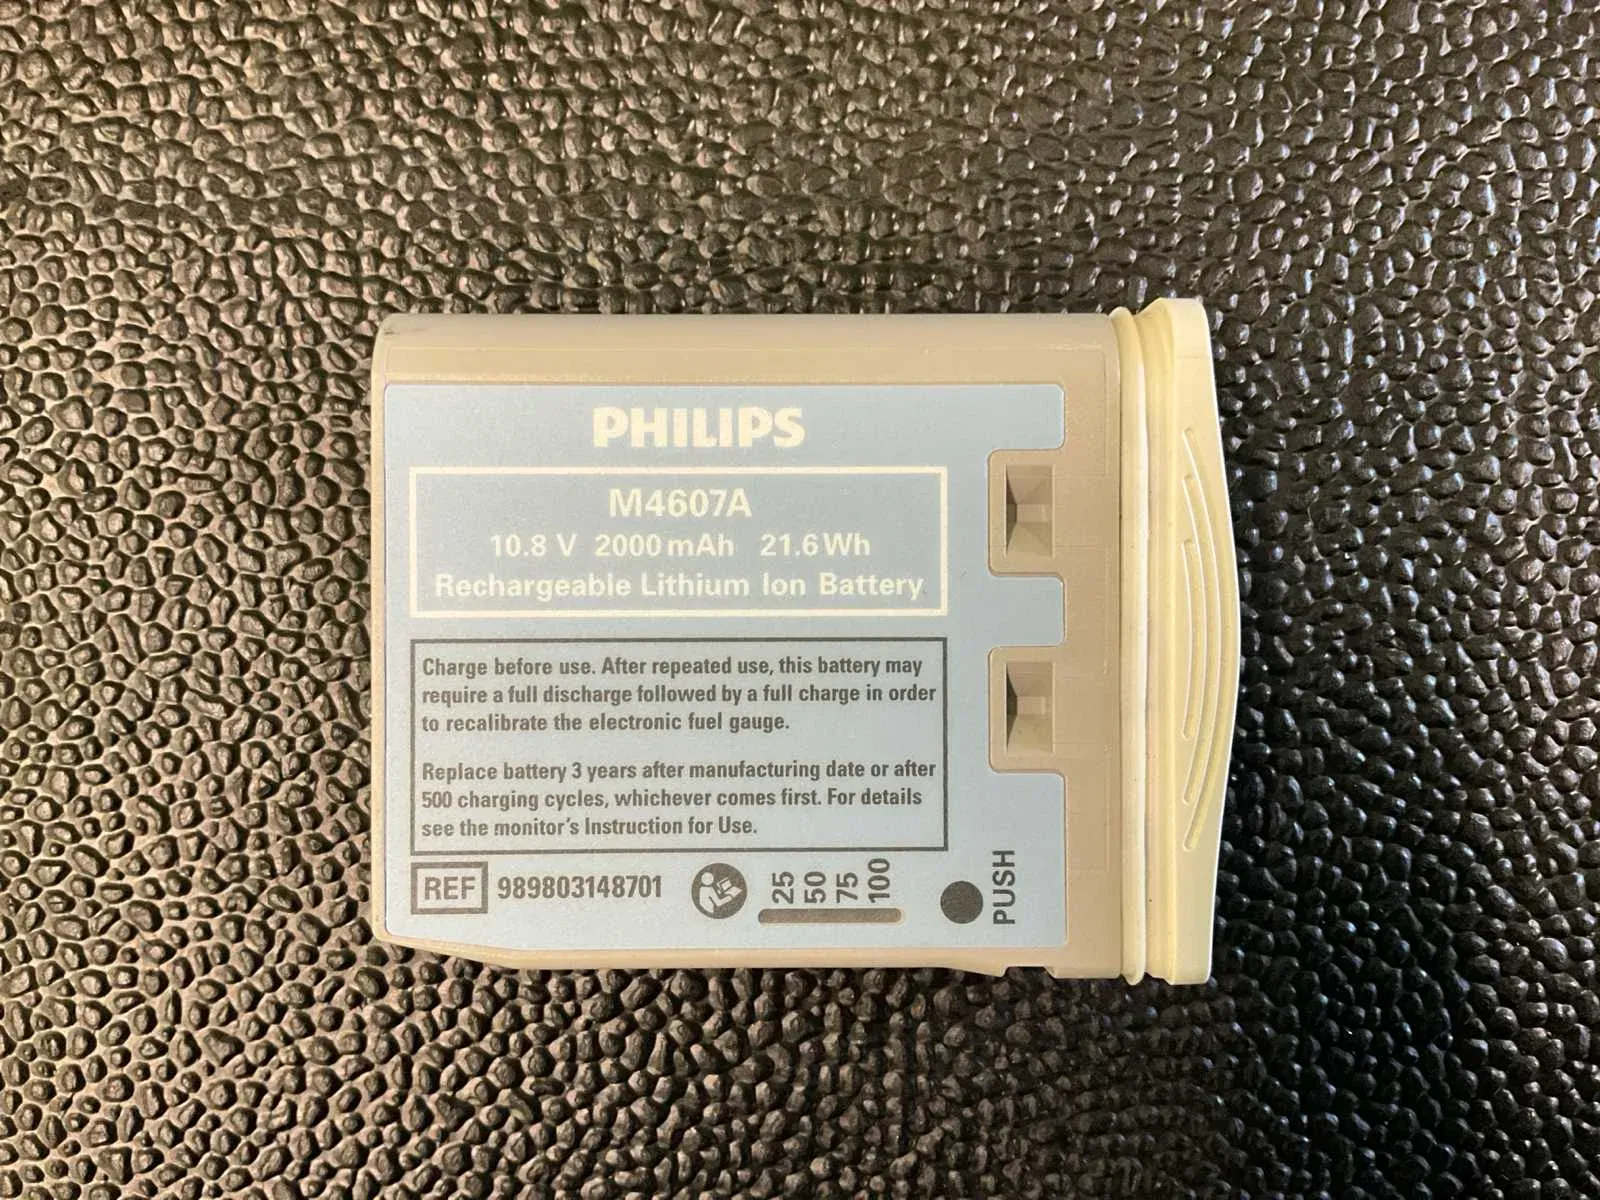 PHILIPS
M4607A
10.8 V 2000 mAh 21.6 Wh
Rechargeable Lithium Ion Battery
Charge before use. After repeated use, this battery may
require a full discharge followed by a full charge in order
to recalibrate the electronic fuel gauge.
Replace battery 3 years after manufacturing date or after
500 charging cycles, whichever comes first. For details
see the monitor's Instruction for Use.
REF 989803148701
25
50
75
100
PUSH